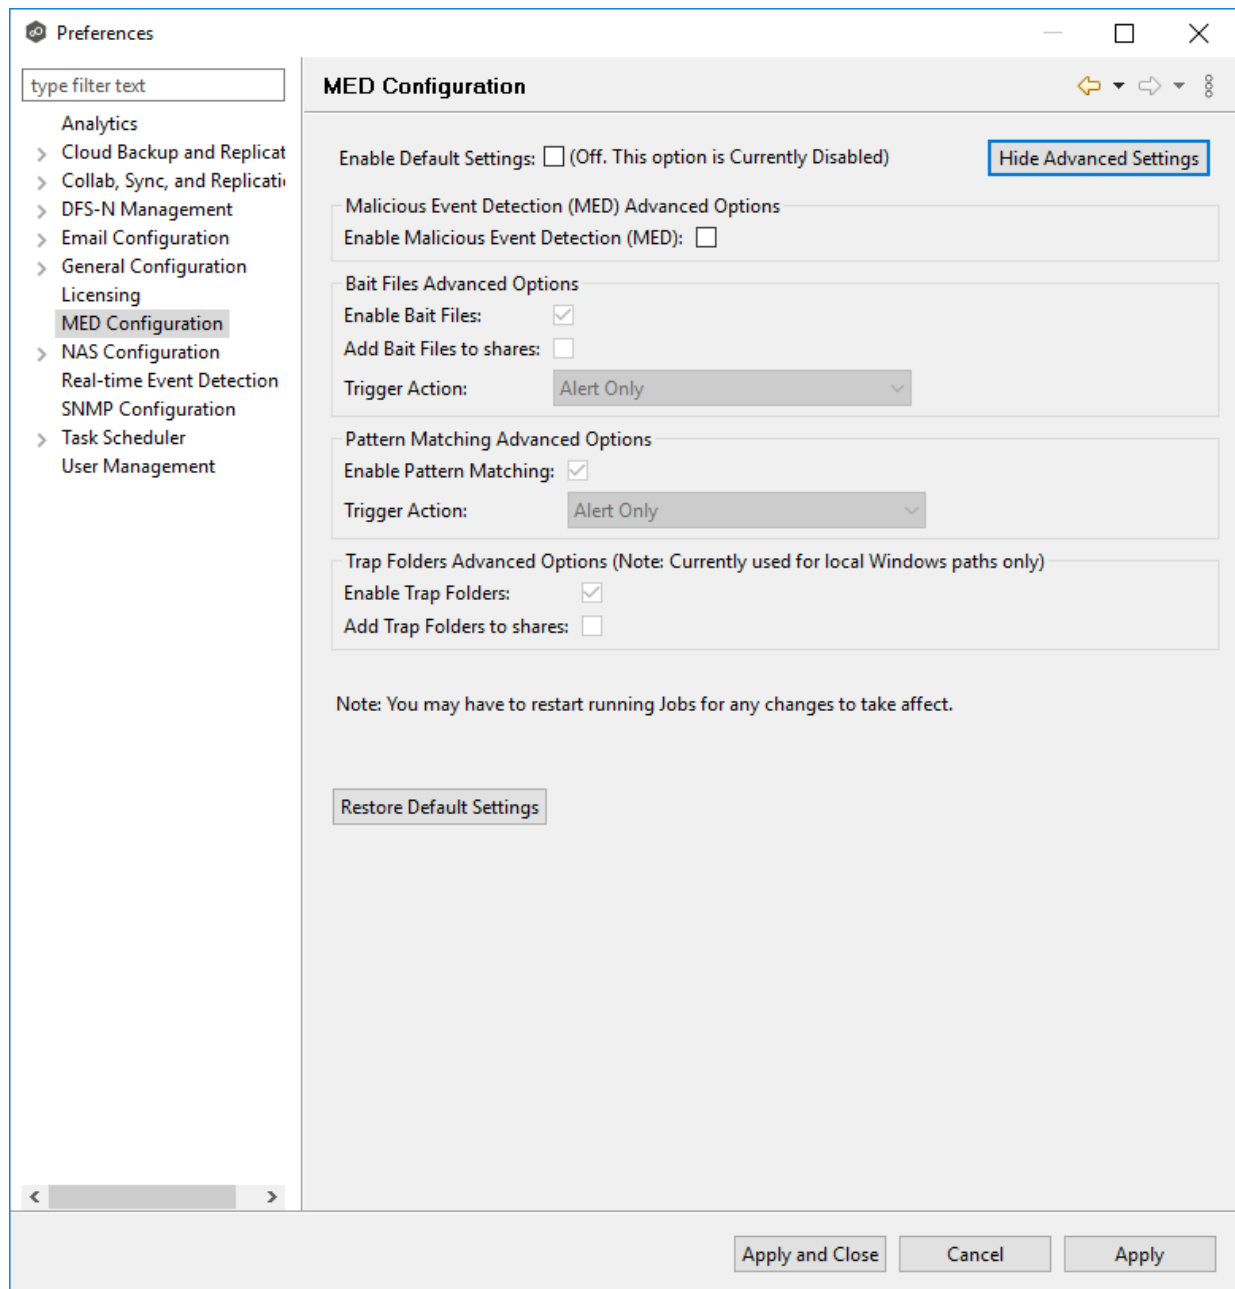 Preferences
type filter text
Analytics
Cloud Backup and Replicat
Collab, Sync, and Replicati
DFS-N Management
Email Configuration
General Configuration
Licensing
MED Configuration
NAS Configuration
Real-time Event Detection
SNMP Configuration
Task Scheduler
User Management
MED Configuration
Enable Default Settings: (Off. This option is Currently Disabled)
Hide Advanced Settings
Malicious Event Detection (MED) Advanced Options
Enable Malicious Event Detection (MED):
Bait Files Advanced Options
Enable Bait Files:
Add Bait Files to shares:
Trigger Action: Alert Only
Pattern Matching Advanced Options
Enable Pattern Matching:
Trigger Action: Alert Only
Trap Folders Advanced Options (Note: Currently used for local Windows paths only)
Enable Trap Folders:
Add Trap Folders to shares:
Note: You may have to restart running Jobs for any changes to take affect.
Restore Default Settings
Apply and Close
Cancel
Apply